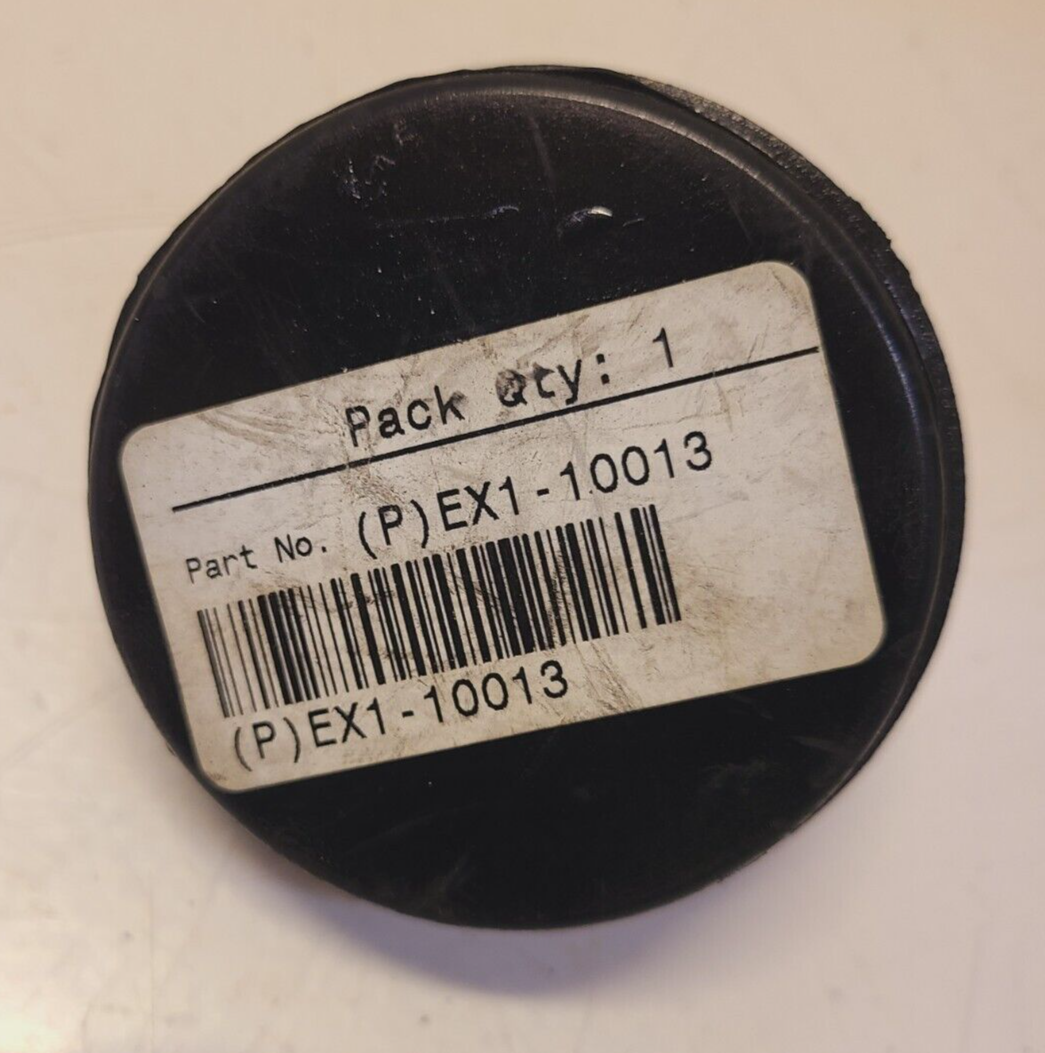 Pack Qty: 1
Part No. (P)EX1-10013
(P)EX1-10013